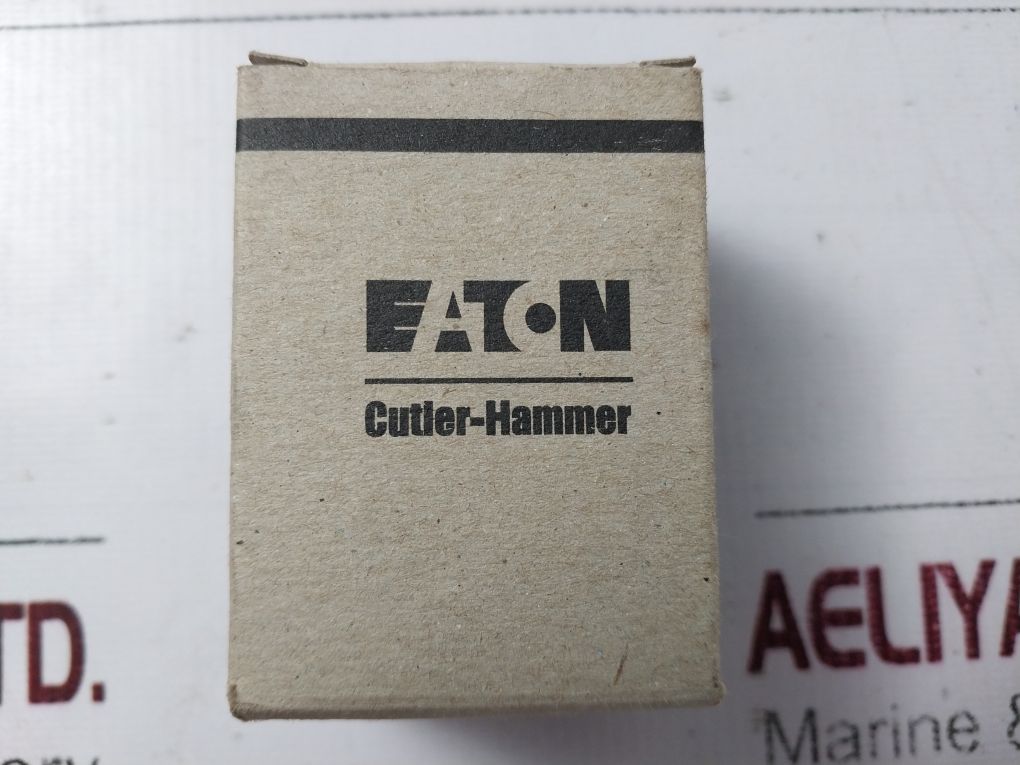 EATON
Cutler-Hammer
TD.
AELIYA
Marine &